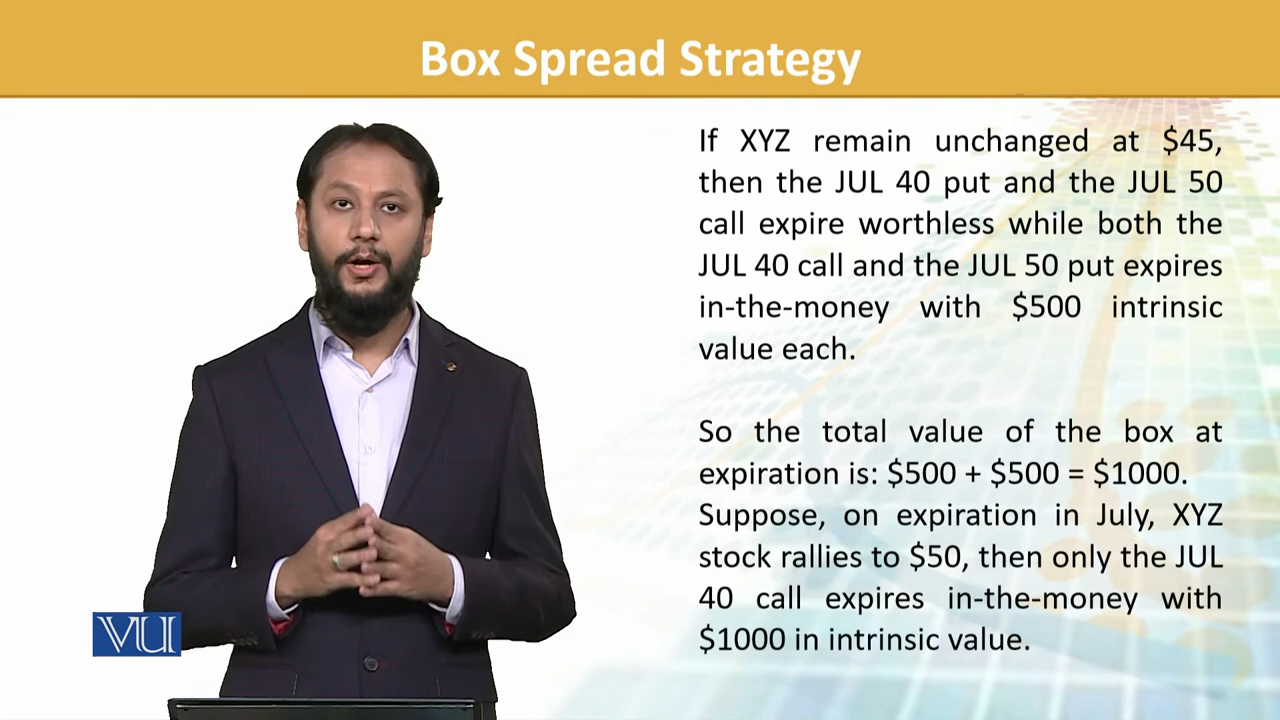 Box Spread Strategy
If XYZ remain unchanged at $45,
then the JUL 40 put and the JUL 50
call expire worthless while both the
JUL 40 call and the JUL 50 put expires
in-the-money with $500 intrinsic
value each.
So the total value of the box at
expiration is: $500 + $500 = $1000.
Suppose, on expiration in July, XYZ
stock rallies to $50, then only the JUL
40 call expires in-the-money with
$1000 in intrinsic value.
VU